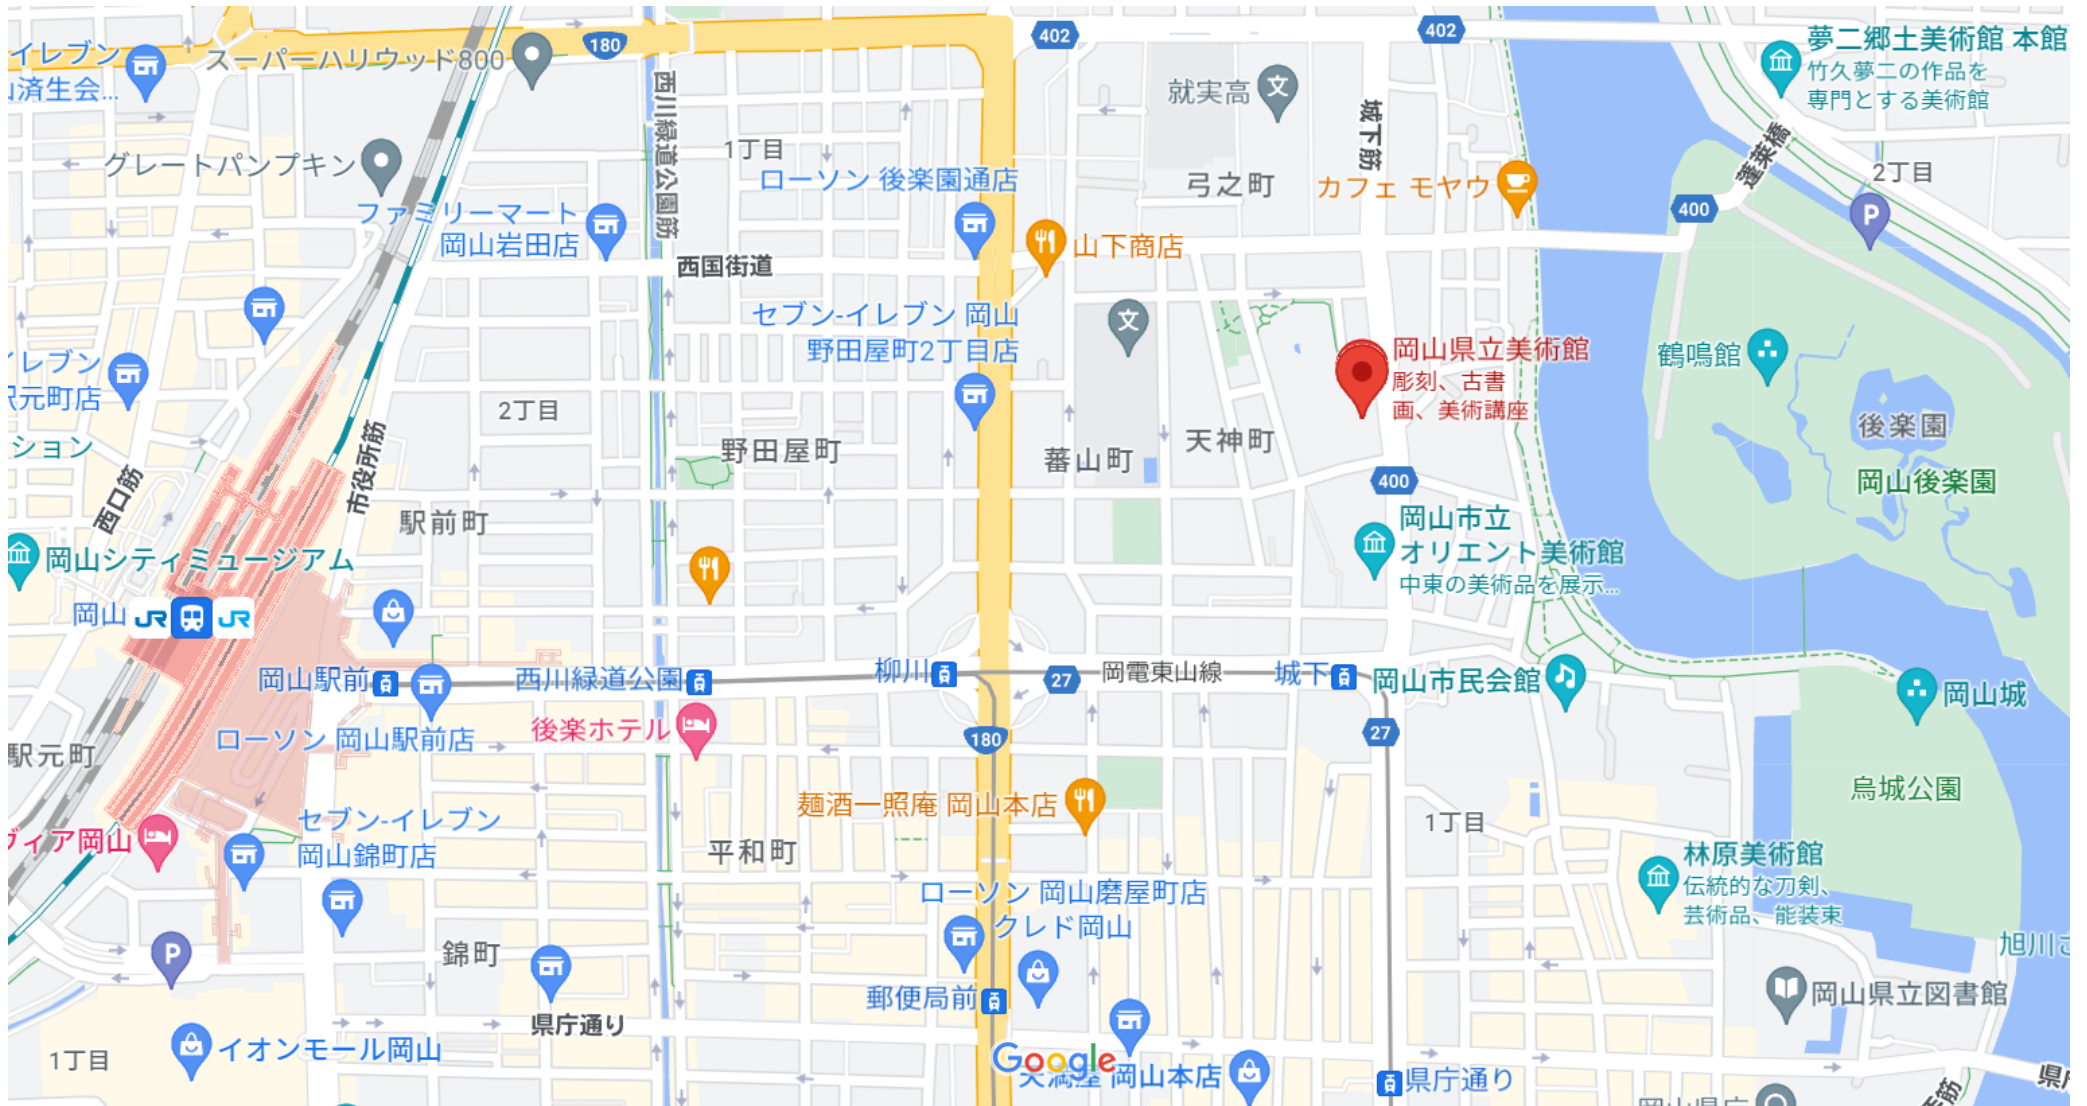 イレブン
山済生会...
スーパーハリウッド800
180
402
402
夢二郷土美術館 本館
竹久夢二の作品を
専門とする美術館
西川緑道公園筋
就実高
城下筋
蓬莱橋
グレートパンプキン
1丁目
ローソン 後楽園通店
弓之町
カフェ モヤウ
2丁目
400
ファミリーマート
岡山岩田店
西国街道
山下商店
セブン-イレブン 岡山
野田屋町2丁目店
岡山県立美術館
彫刻、古書
画、美術講座
鶴鳴館
イレブン
駅元町店
2丁目
後楽園
ション
西口筋
市役所筋
野田屋町
蕃山町
天神町
400
岡山後楽園
駅前町
岡山市立
オリエント美術館
中東の美術品を展示...
岡山シティミュージアム
岡山 JR JR
岡山駅前
西川緑道公園
柳川
27
岡電東山線
城下
岡山市民会館
岡山城
後楽ホテル
ローソン 岡山駅前店
180
27
駅元町
烏城公園
麺酒一照庵 岡山本店
セブン-イレブン
岡山錦町店
ヴィア岡山
平和町
1丁目
林原美術館
伝統的な刀剣、
芸術品、能装束
ローソン 岡山磨屋町店
クレド岡山
錦町
旭川さ
P
P
郵便局前
岡山県立図書館
県庁通り
イオンモール岡山
1丁目
Google
天満屋 岡山本店
県庁通り
県庁
岡山県庁